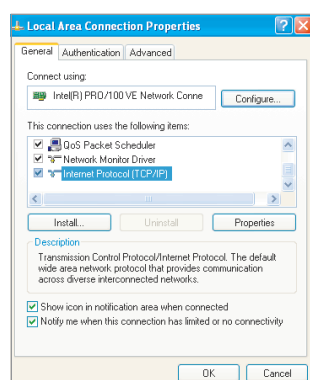 Local Area Connection Properties
General Authentication Advanced
Connect using:
Intel(R) PRO/100 VE Network Conne
Configure...
This connection uses the following items:
QoS Packet Scheduler
Network Monitor Driver
Internet Protocol (TCP/IP)
Install... Uninstall Properties
Description
Transmission Control Protocol/Internet Protocol. The default
wide area network protocol that provides communication
across diverse interconnected networks.
Show icon in notification area when connected
Notify me when this connection has limited or no connectivity
OK Cancel